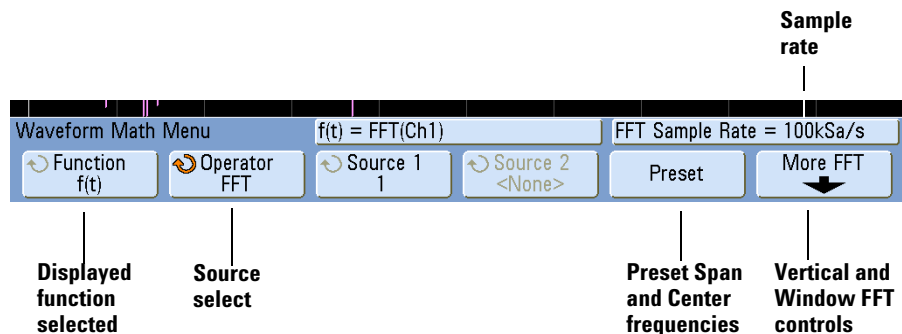 Sample
rate
Waveform Math Menu
f(t) = FFT(Ch1)
FFT Sample Rate = 100kSa/s
Function
f(t)
Operator
FFT
Source 1
1
Source 2
<None>
Preset
More FFT
Displayed
function
selected
Source
select
Preset Span
and Center
frequencies
Vertical and
Window FFT
controls